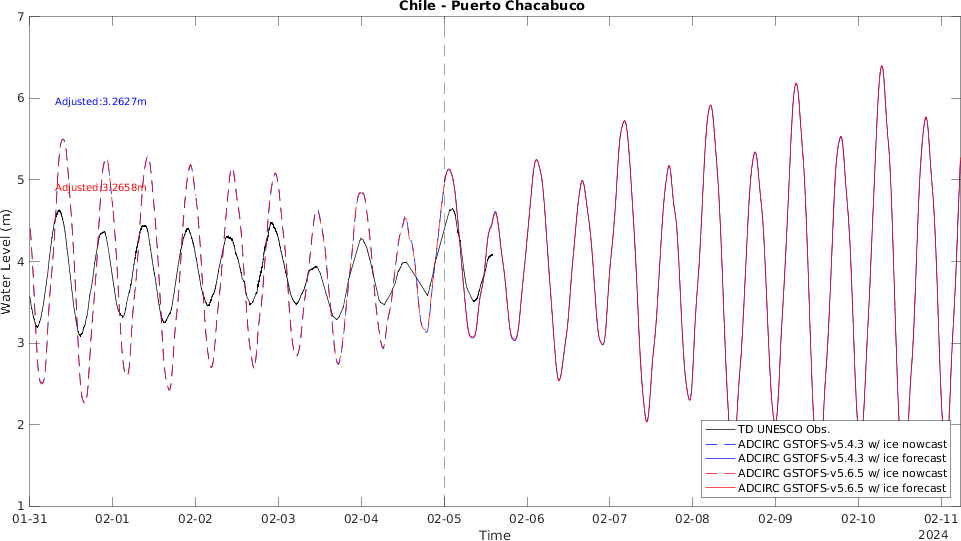 Chile - Puerto Chacabuco
7
6
5
4
3
2
1
Water Level (m)
Adjusted:3.2627m
Adjusted:3.2658m
TD UNESCO Obs.
ADCIRC GSTOFS-v5.4.3 w/ ice nowcast
ADCIRC GSTOFS-v5.4.3 w/ ice forecast
ADCIRC GSTOFS-v5.6.5 w/ ice nowcast
ADCIRC GSTOFS-v5.6.5 w/ ice forecast
01-31 02-01 02-02 02-03 02-04 02-05 02-06 02-07 02-08 02-09 02-10 02-11
Time
2024